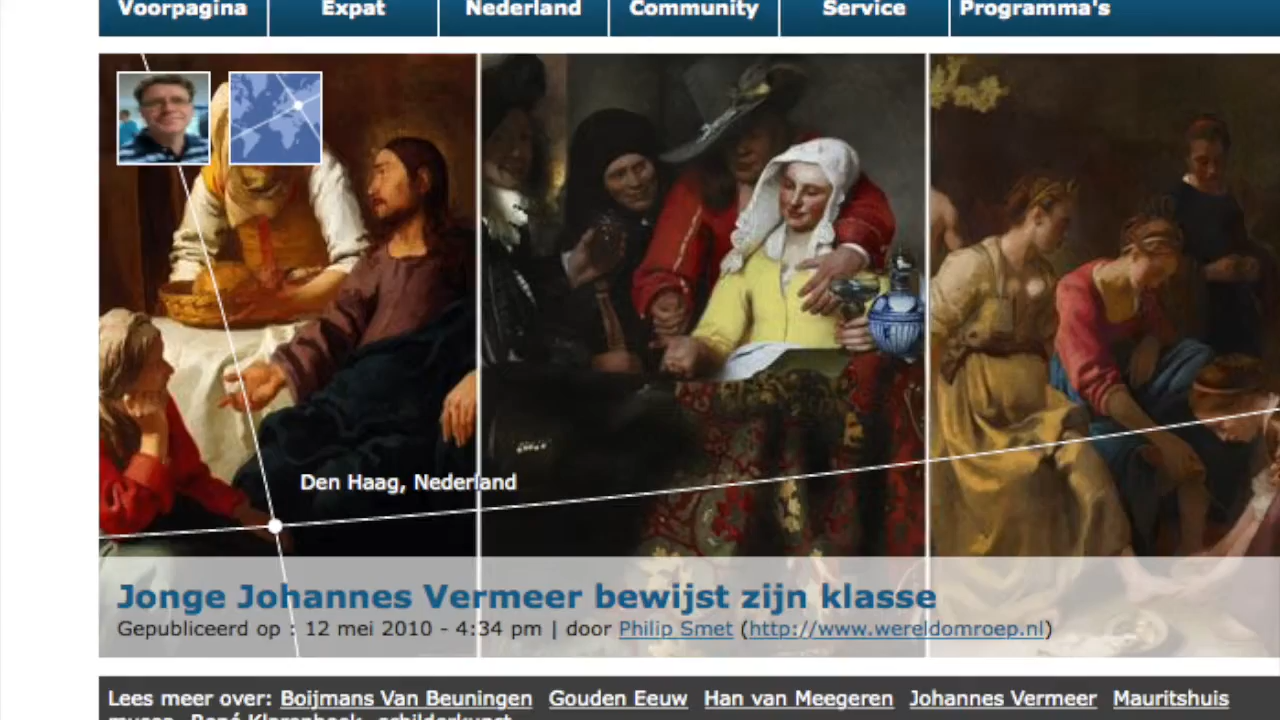 Voorpagina Expat Nederland Community Service Programma's
Den Haag, Nederland
Jonge Johannes Vermeer bewijst zijn klasse
Gepubliceerd op : 12 mei 2010 - 4:34 pm | door Philip Smet (http://www.wereldomroep.nl)
Lees meer over: Boijmans Van Beuningen Gouden Eeuw Han van Meegeren Johannes Vermeer Mauritshuis